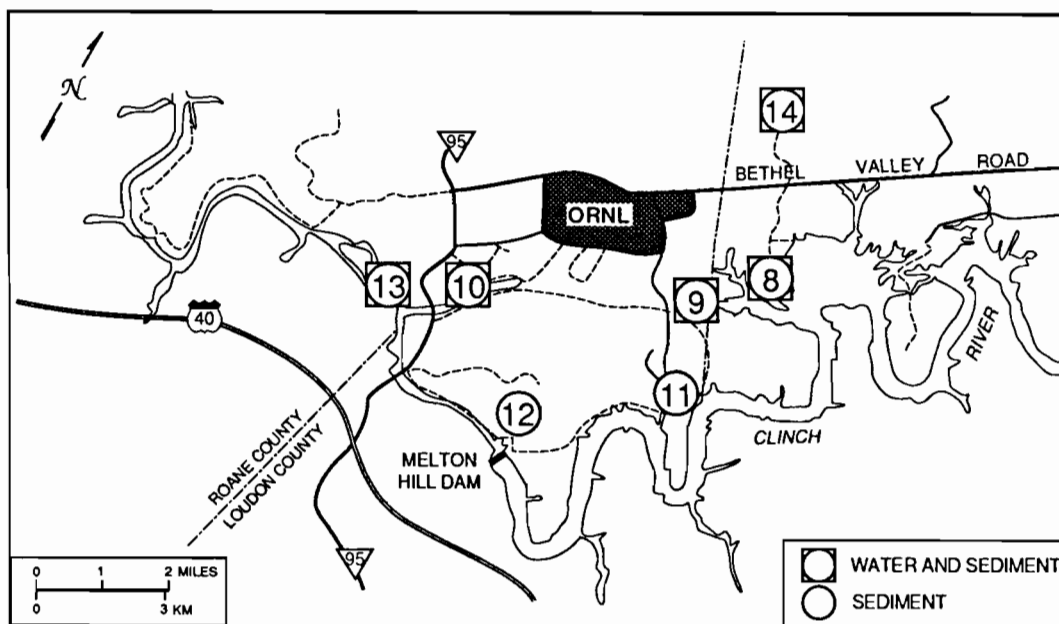 N
95
14
BETHEL VALLEY ROAD
ORNL
13
10
9
8
40
RIVER
11
12
CLINCH
ROANE COUNTY
LOUDON COUNTY
MELTON
HILL DAM
95
0 1 2 MILES
0 3 KM
WATER AND SEDIMENT
SEDIMENT